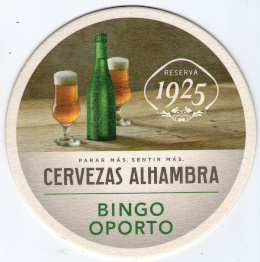 RESERVA
1925
PARAR MÁS. SENTIR MÁS.
CERVEZAS ALHAMBRA
BINGO
OPORTO